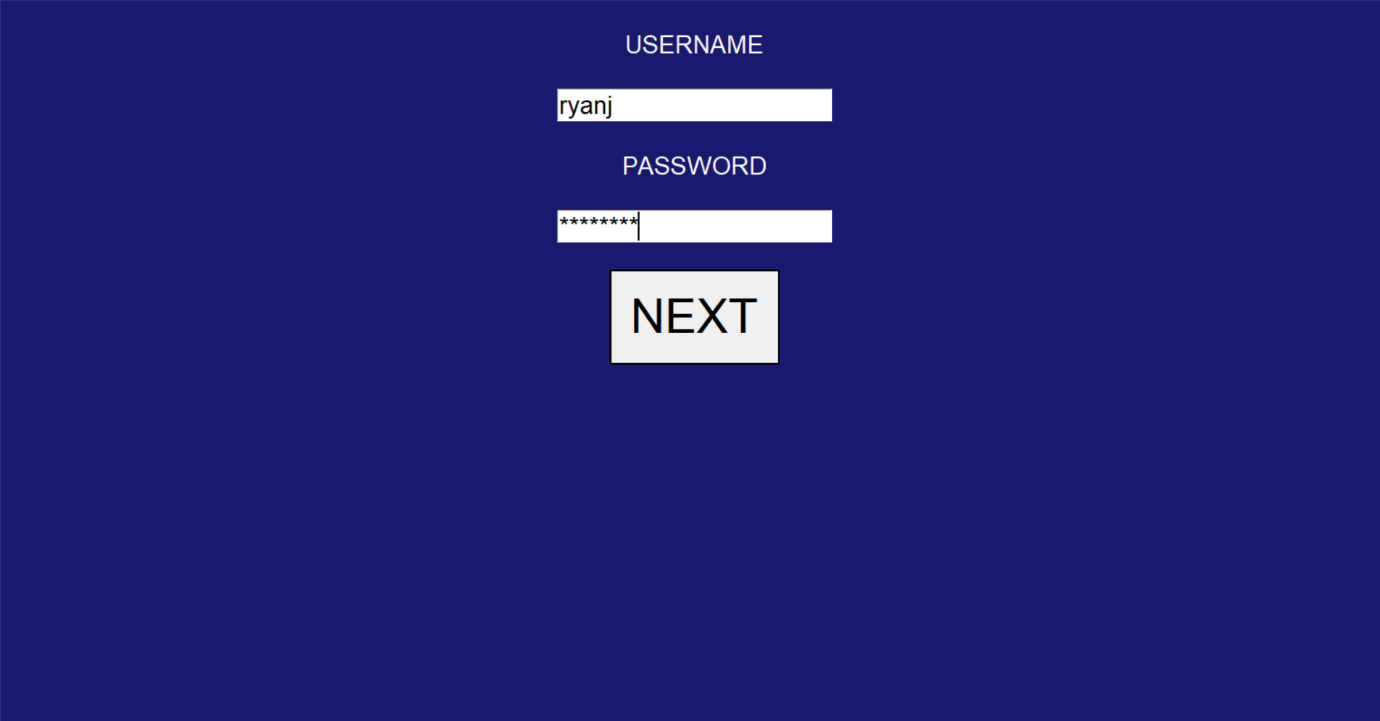 USERNAME
ryanj
PASSWORD
********
NEXT